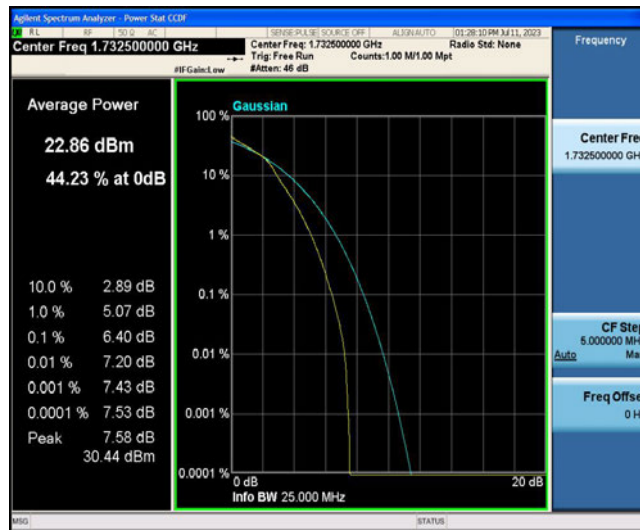 Agilent Spectrum Analyzer - Power Stat CCDF
RL RF 50 Ω AC SENSE:PULSE SOURCE OFF ALIGN AUTO 01:28:10 PM Jul 11, 2023
Center Freq 1.732500000 GHz
Center Freq: 1.732500000 GHz Radio Std: None
Trig: Free Run Counts:1.00 M/1.00 Mpt
#IFGain:Low #Atten: 46 dB
Frequency
Average Power
22.86 dBm
44.23 % at 0dB
10.0 % 2.89 dB
1.0 % 5.07 dB
0.1 % 6.40 dB
0.01 % 7.20 dB
0.001 % 7.43 dB
0.0001 % 7.53 dB
Peak 7.58 dB
30.44 dBm
Gaussian
100 %
10 %
1 %
0.1 %
0.01 %
0.001 %
0.0001 %
0 dB 20 dB
Info BW 25.000 MHz
Center Fre
1.732500000 GH
CF Step
5.000000 MH
Auto Ma
Freq Offse
0 H
MSG STATUS